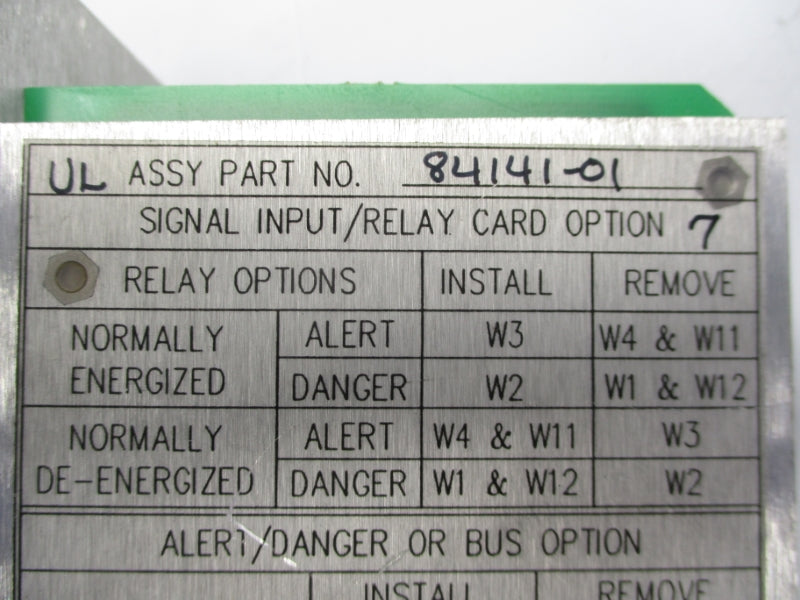 UL ASSY PART NO. 84141-01
SIGNAL INPUT/RELAY CARD OPTION 7
RELAY OPTIONS INSTALL REMOVE
NORMALLY ENERGIZED ALERT W3 W4 & W11
DANGER W2 W1 & W12
NORMALLY DE-ENERGIZED ALERT W4 & W11 W3
DANGER W1 & W12 W2
ALERT/DANGER OR BUS OPTION
INSTALL REMOVE